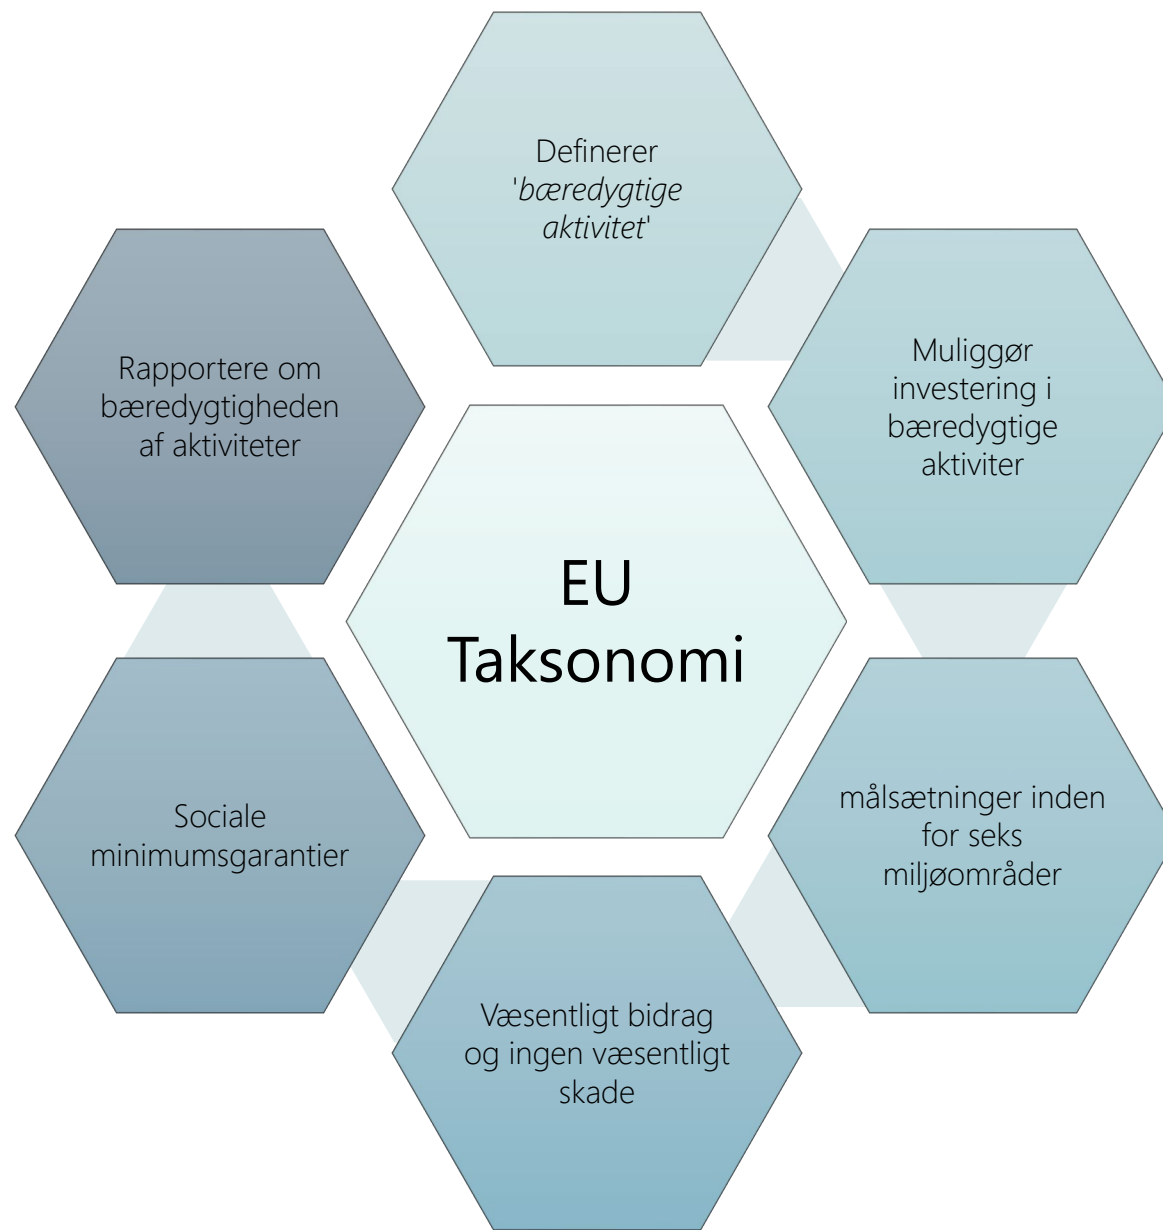 Definerer
'bæredygtige
aktivitet'
Muliggør
investering i
bæredygtige
aktiviter
målsætninger inden
for seks
miljøområder
Væsentligt bidrag
og ingen væsentligt
skade
Sociale
minimumsgarantier
Rapportere om
bæredygtigheden
af aktiviteter
EU
Taksonomi